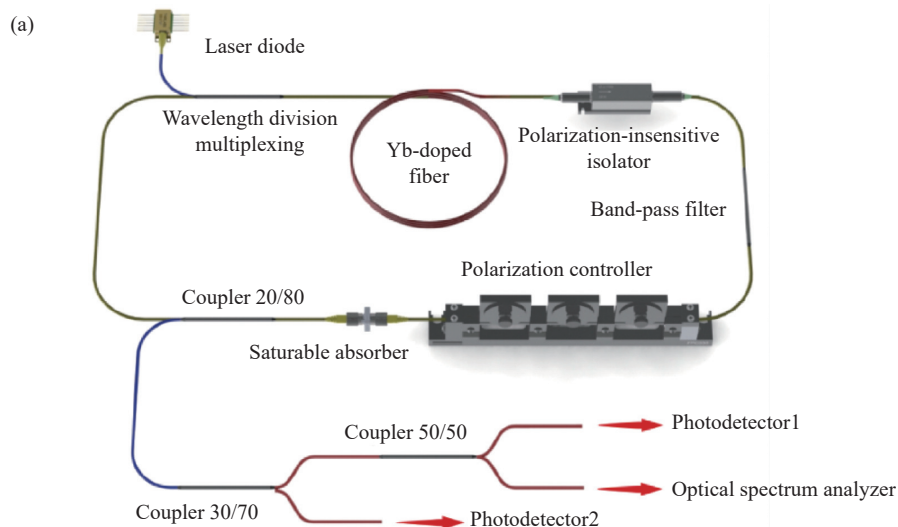 (a)
Laser diode
Wavelength division
multiplexing
Yb-doped
fiber
Polarization-insensitive
isolator
Band-pass filter
Polarization controller
Coupler 20/80
Saturable absorber
Coupler 50/50
Photodetector1
Optical spectrum analyzer
Coupler 30/70
Photodetector2